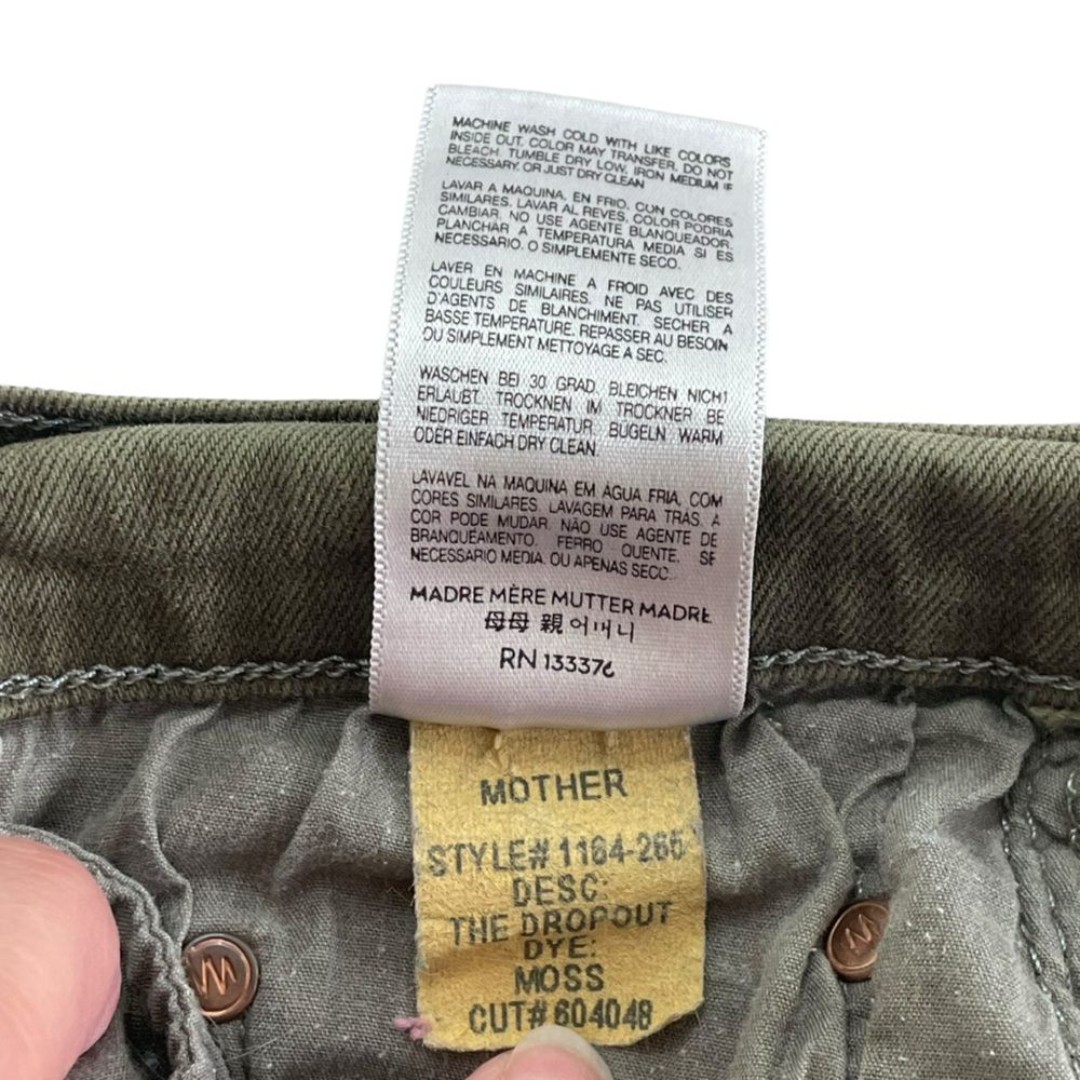 MACHINE WASH COLD WITH LIKE COLORS
INSIDE OUT. COLOR MAY TRANSFER. DO NOT
BLEACH. TUMBLE DRY LOW. IRON MEDIUM IF
NECESSARY. OR JUST DRY CLEAN
LAVAR A MAQUINA, EN FRIO, CON COLORES
SIMILARES. LAVAR AL REVES. COLOR PODRIA
CAMBIAR. NO USE AGENTE BLANQUEADOR.
PLANCHAR A TEMPERATURA MEDIA SI ES
NECESSARIO. O SIMPLEMENTE SECO.
LAVER EN MACHINE A FROID AVEC DES
COULEURS SIMILAIRES. NE PAS UTILISER
D'AGENTS DE BLANCHIMENT. SECHER A
BASSE TEMPERATURE. REPASSER AU BESOIN
OU SIMPLEMENT METTOYAGE A SEC.
WASCHEN BEI 30 GRAD. BLEICHEN NICHT
ERLAUBT. TROCKNEN IM TROCKNER BE
NIEDRIGER TEMPERATUR. BUGELN WARM
ODER EINFACH DRY CLEAN.
LAVAVEL NA MAQUINA EM AGUA FRIA, COM
CORES SIMILARES. LAVAGEM PARA TRÁS. A
COR PODE MUDAR. NÃO USE AGENTE DE
BRANQUEAMENTO. FERRO QUENTE, SE
NECESSARIO MEDIA. OU APENAS SECO.
MADRE MÈRE MUTTER MADRE
母母 親 어머니
RN 133376
MOTHER
STYLE# 1164-265
DESC:
THE DROPOUT
DYE:
MOSS
CUT# 604048
M
M